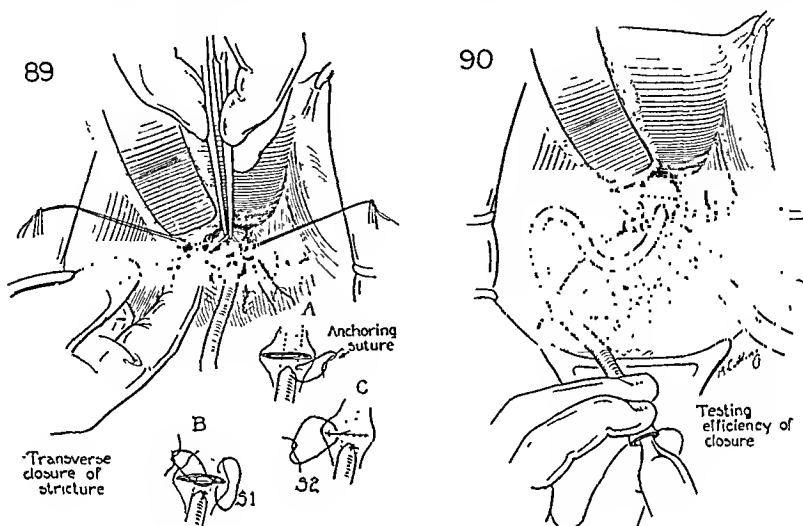 89
90
A
Anchoring
suture
C
B
Transverse
closure of
stricture
S1
S2
Testing
efficiency of
closure